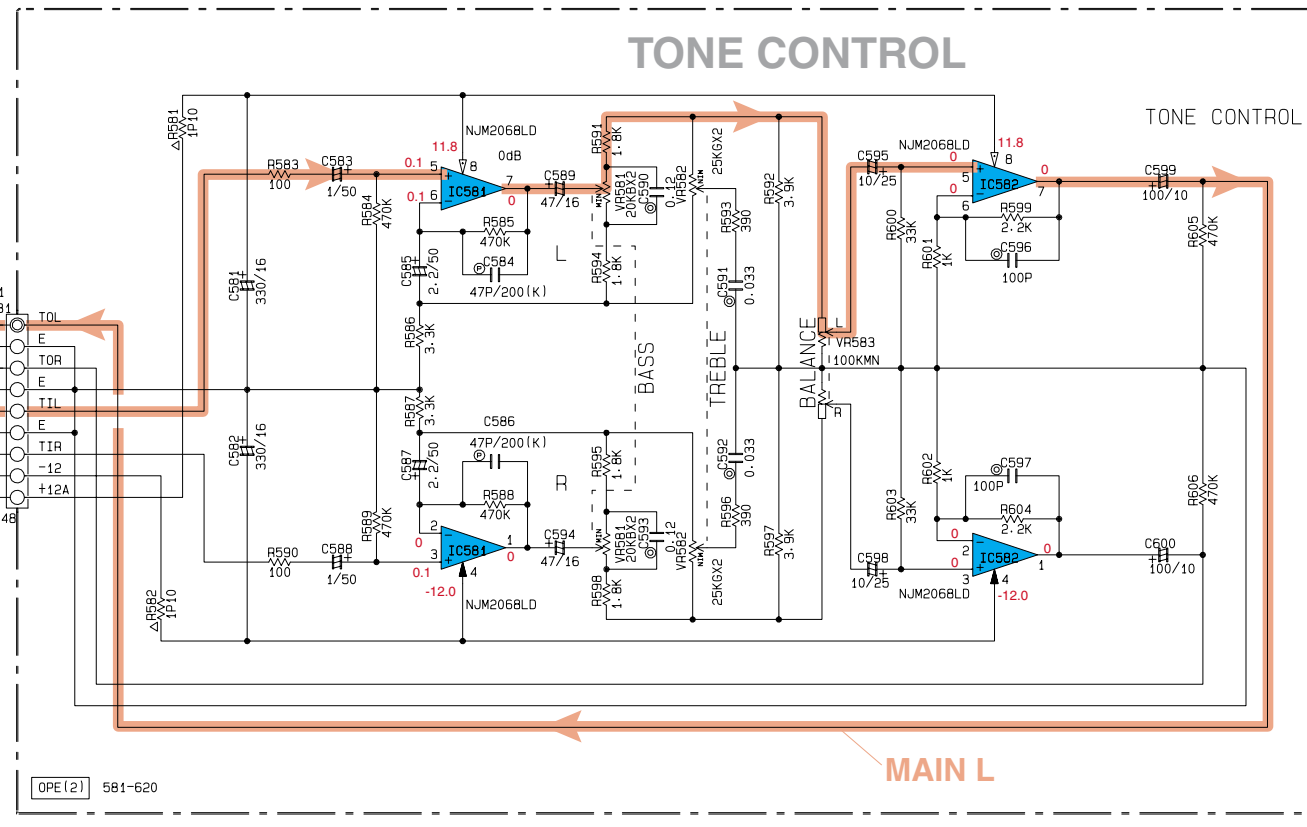 TONE CONTROL
TONE CONTROL
R581
1P10
NJM2068LD
11.8
0dB
0.1
5
8
+
6
-
0.1
IC581
7
0
R583
100
C583
1/50
R584
470K
R585
470K
C584
47P/200(K)
C585
2.2/50
C589
47/16
R591
1.8K
MIN
VR581
20KBX2
C590
0.12
VR582
25KGX2
MIN
R592
3.9K
R593
390
R594
1.8K
L
C591
0.033
C581
330/16
R586
3.3K
NJM2068LD
11.8
0
5
8
+
6
-
0
IC582
7
0
C595
10/25
R600
33K
R601
1K
R599
2.2K
C596
100P
C599
100/10
R605
470K
TOL
E
TOR
E
TIL
E
TIR
-12
+12A
48
BASS
TREBLE
BALANCE
L
VR583
100KMN
R
R587
3.3K
C582
330/16
C586
47P/200(K)
C587
2.2/50
R588
470K
R
R595
1.8K
C592
0.033
R596
390
R597
3.9K
R589
470K
R590
100
C588
1/50
2
-
0
IC581
1
0
3
+
0.1
4
-12.0
NJM2068LD
C594
47/16
MIN
VR581
20KBX2
C593
0.12
VR582
MIN
25KGX2
R598
1.8K
R582
1P10
R602
1K
C597
100P
R604
2.2K
R603
33K
C598
10/25
0
2
-
IC582
0
1
0
3
+
4
-12.0
NJM2068LD
C600
100/10
R606
470K
MAIN L
OPE(2) 581-620